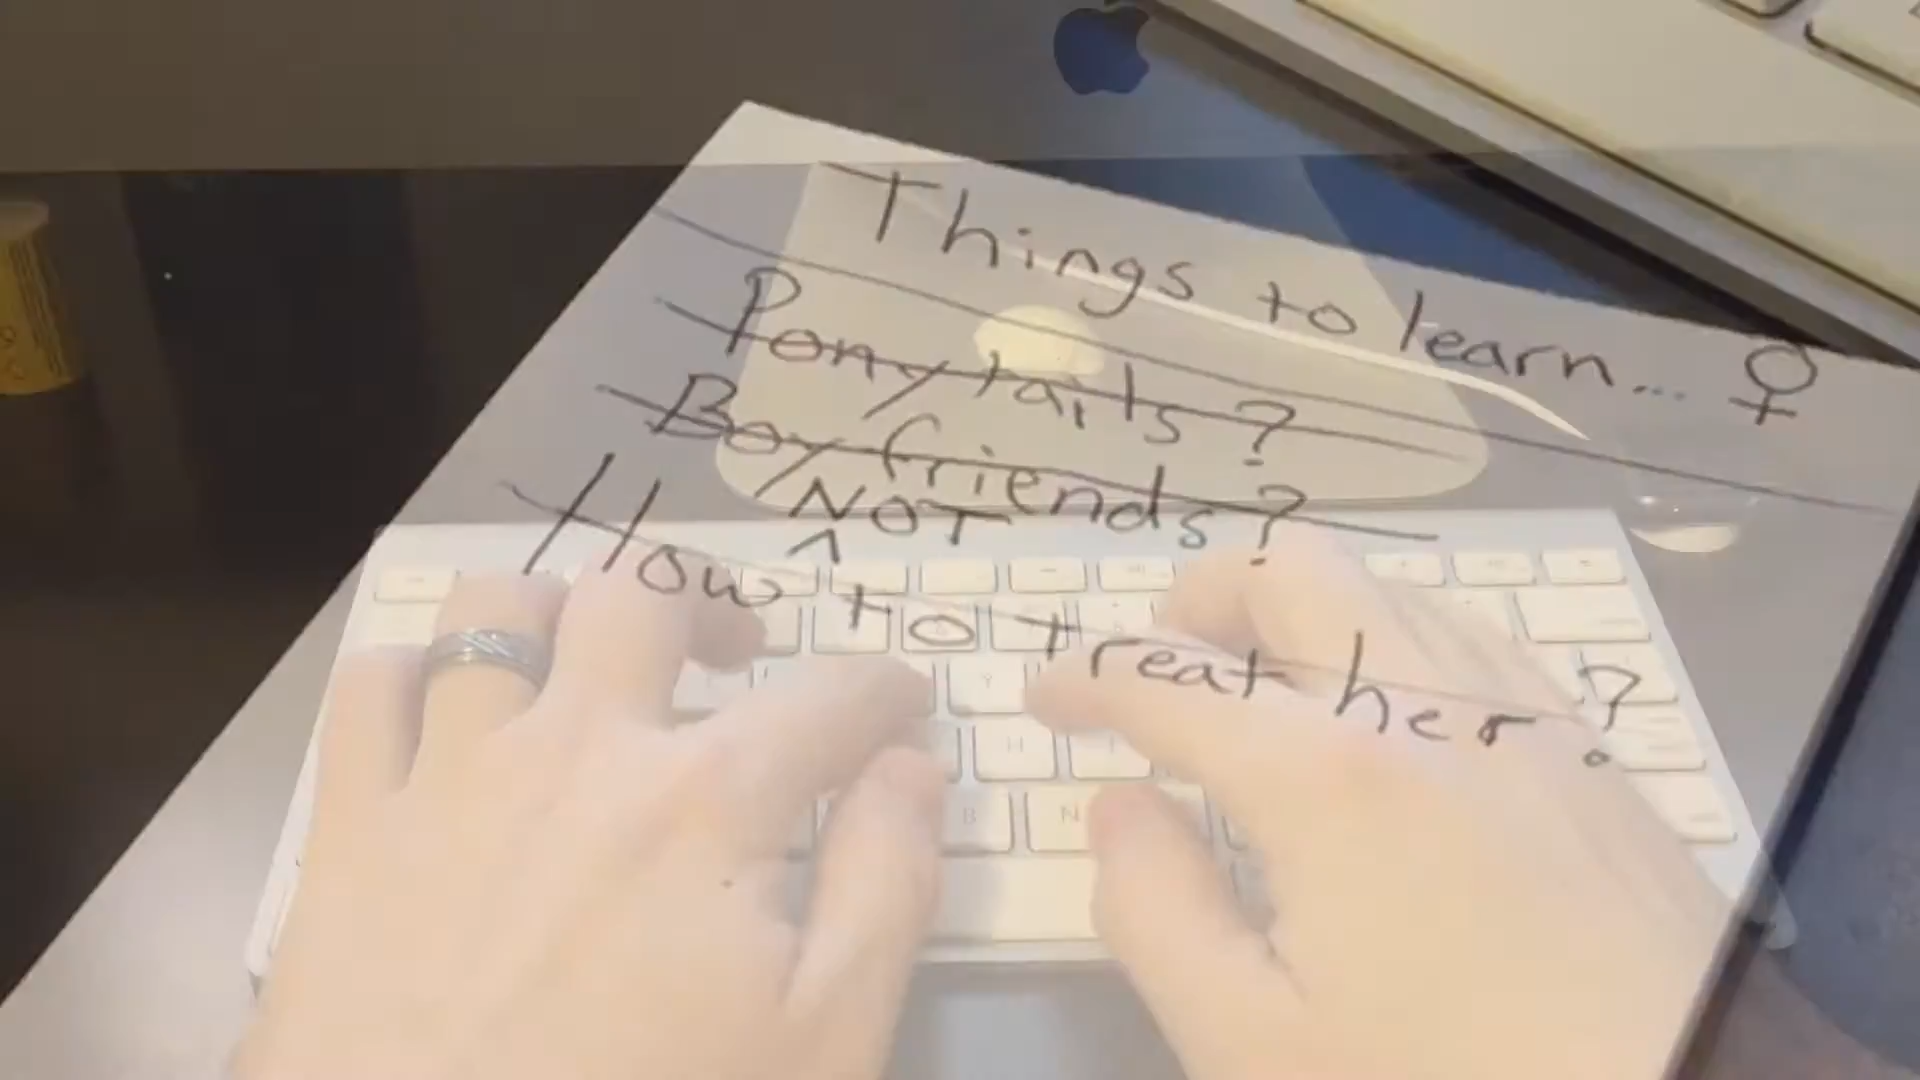 Things to learn... ♀
Ponytails?
Boyfriends?
NOT
^
How to treat her?
Y
H
B N